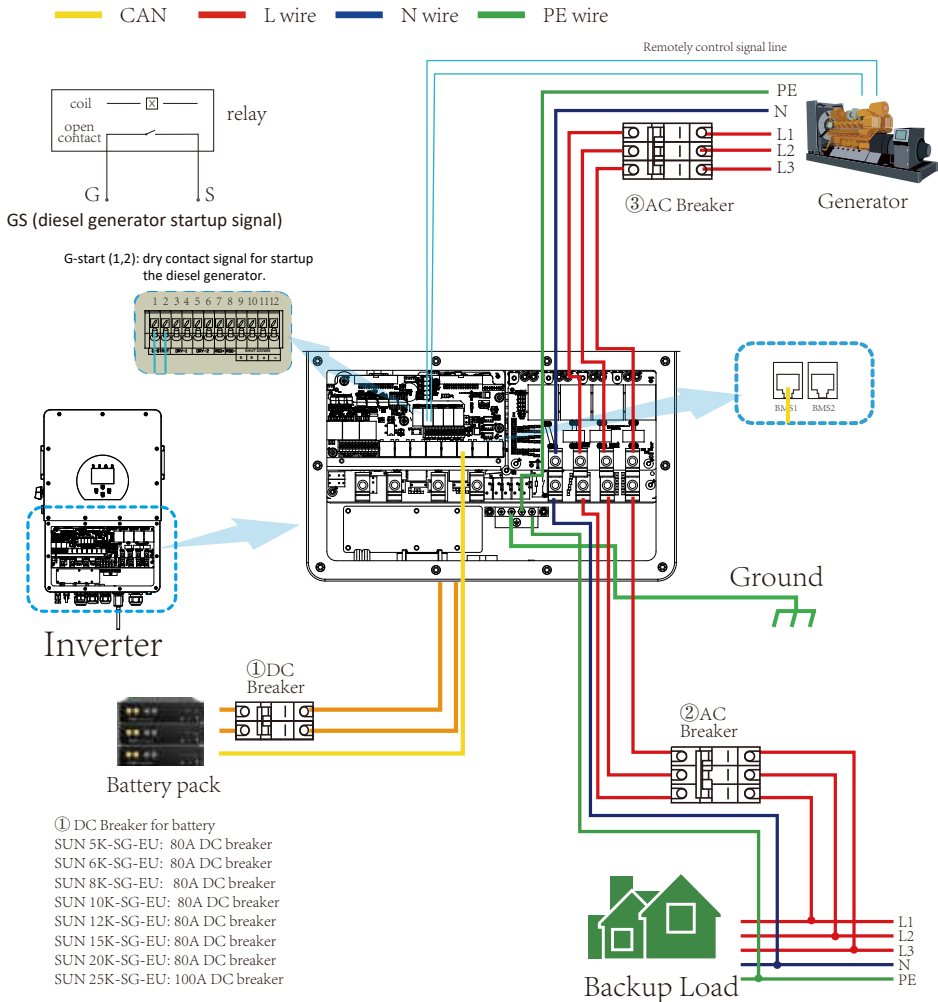 CAN L wire N wire PE wire
Remotely control signal line
coil
open
contact
relay
G S
GS (diesel generator startup signal)
PE
N
L1
L2
L3
③AC Breaker
Generator
G-start (1,2): dry contact signal for startup
the diesel generator.
1 2 3 4 5 6 7 8 9 10 11 12
DRY-1 DRY-2 SHUT DOWN
BMS1 BMS2
Ground
Inverter
①DC
Breaker
②AC
Breaker
Battery pack
① DC Breaker for battery
SUN 5K-SG-EU: 80A DC breaker
SUN 6K-SG-EU: 80A DC breaker
SUN 8K-SG-EU: 80A DC breaker
SUN 10K-SG-EU: 80A DC breaker
SUN 12K-SG-EU: 80A DC breaker
SUN 15K-SG-EU: 80A DC breaker
SUN 20K-SG-EU: 80A DC breaker
SUN 25K-SG-EU: 100A DC breaker
L1
L2
L3
N
PE
Backup Load